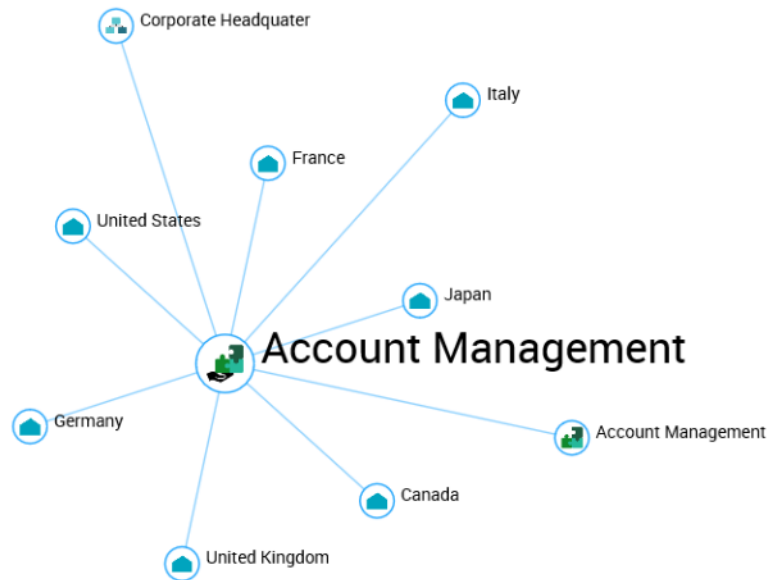 Corporate Headquater
Italy
France
United States
Japan
Account Management
Germany
Account Management
Canada
United Kingdom